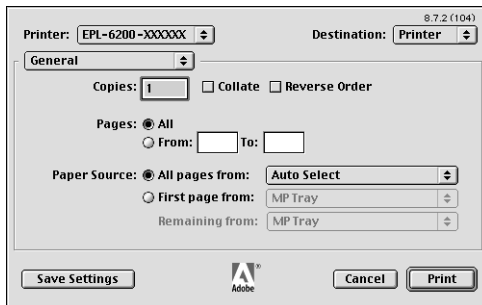 8.7.2 (104)
Printer: EPL-6200-XXXXXX Destination: Printer
General
Copies: 1 Collate Reverse Order
Pages: All
From: To:
Paper Source: All pages from: Auto Select
First page from: MP Tray
Remaining from: MP Tray
Save Settings Adobe® Cancel Print